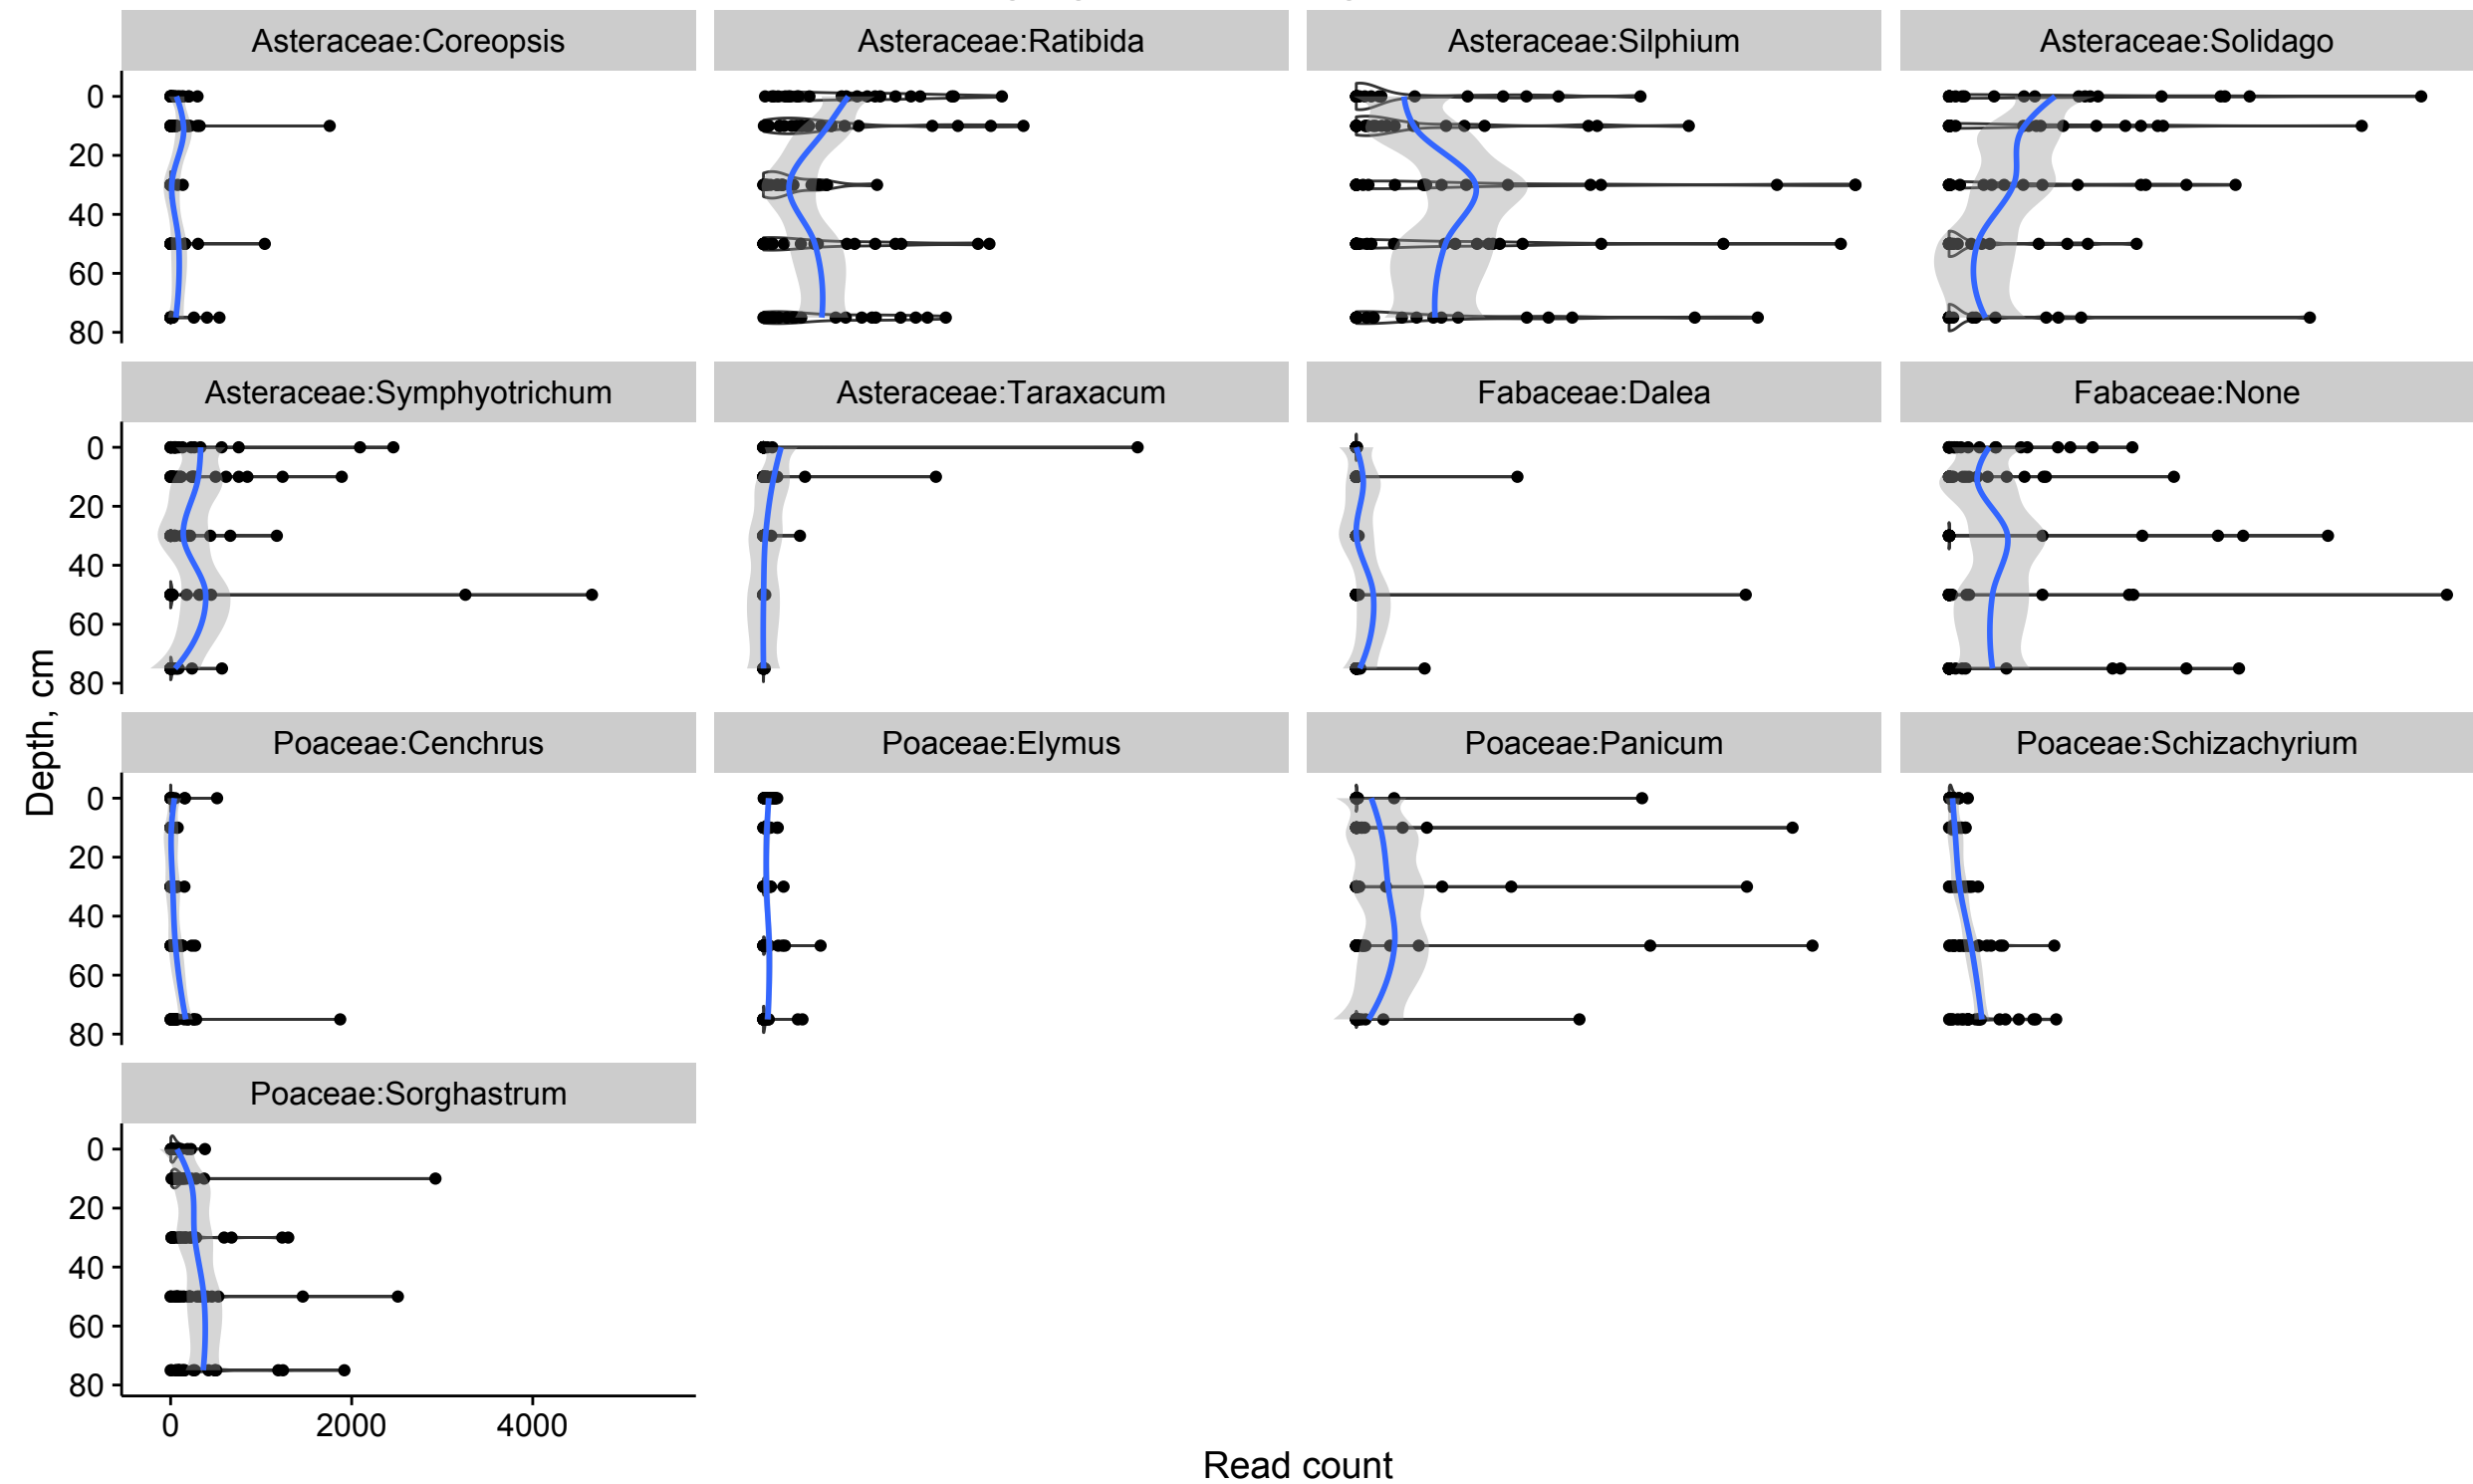 Asteraceae:Coreopsis Asteraceae:Ratibida Asteraceae:Silphium Asteraceae:Solidago
0
20
40
60
80
Asteraceae:Symphyotrichum Asteraceae:Taraxacum Fabaceae:Dalea Fabaceae:None
0
20
40
60
80
Depth, cm
Poaceae:Cenchrus Poaceae:Elymus Poaceae:Panicum Poaceae:Schizachyrium
0
20
40
60
80
Poaceae:Sorghastrum
0
20
40
60
80
0 2000 4000
Read count